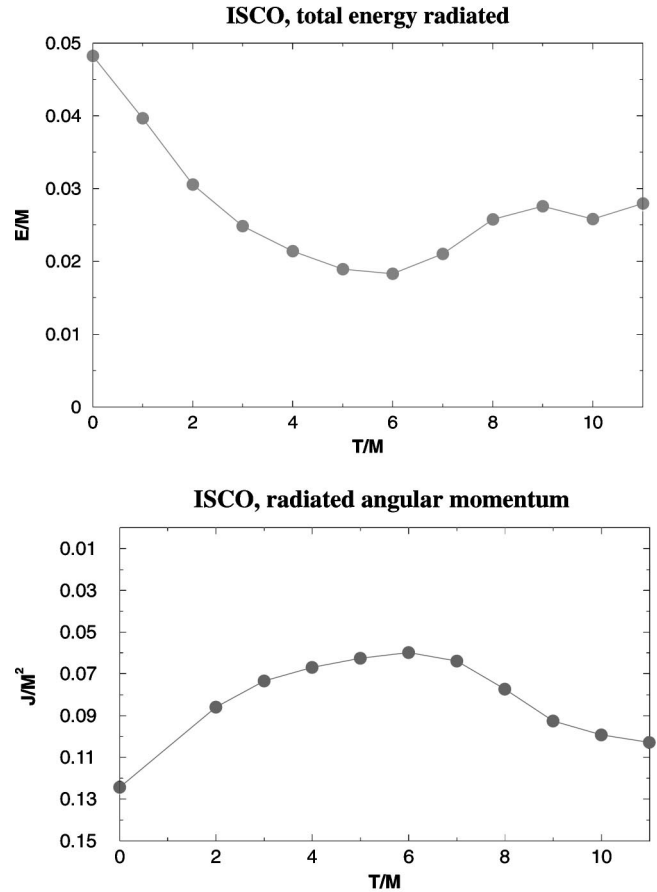 ISCO, total energy radiated
0.05
0.04
0.03
0.02
0.01
0
E/M
0 2 4 6 8 10
T/M
ISCO, radiated angular momentum
0.01
0.03
0.05
0.07
0.09
0.11
0.13
0.15
J/M²
0 2 4 6 8 10
T/M